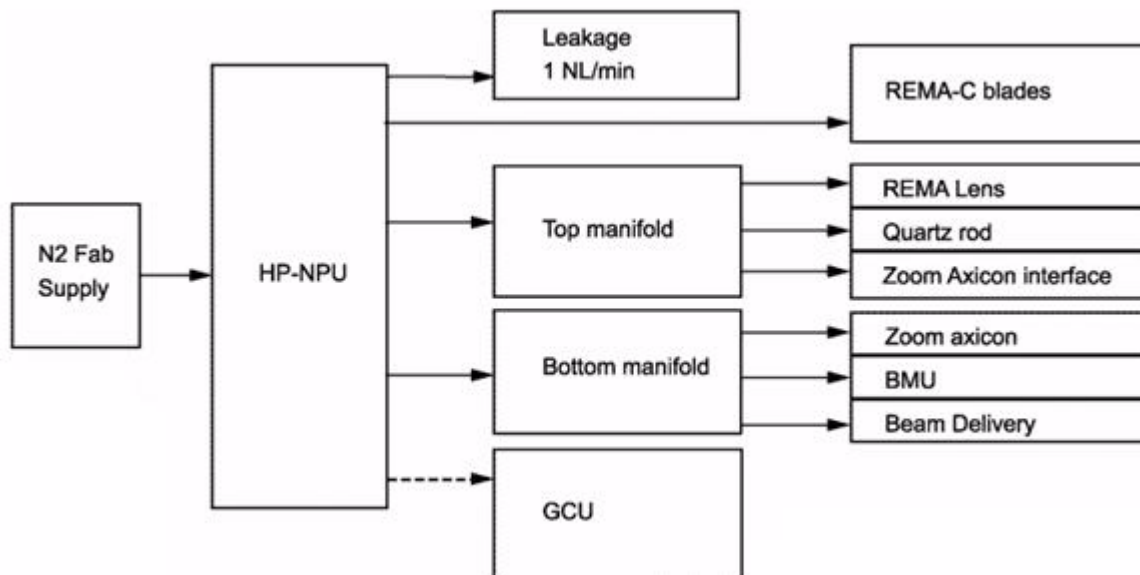 Leakage
1 NL/min
REMA-C blades
REMA Lens
Top manifold
Quartz rod
N2 Fab
Supply
HP-NPU
Zoom Axicon interface
Zoom axicon
Bottom manifold
BMU
Beam Delivery
GCU